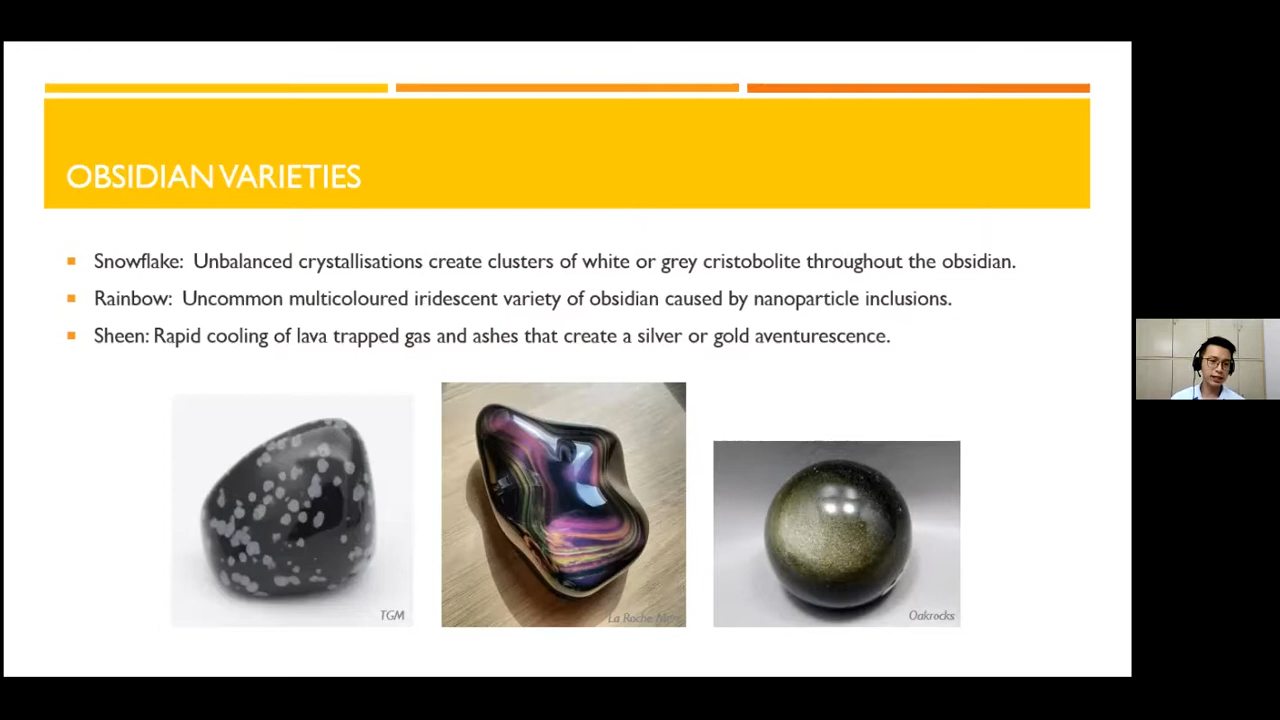 OBSIDIAN VARIETIES
Snowflake: Unbalanced crystallisations create clusters of white or grey cristobolite throughout the obsidian.
Rainbow: Uncommon multicoloured iridescent variety of obsidian caused by nanoparticle inclusions.
Sheen: Rapid cooling of lava trapped gas and ashes that create a silver or gold aventurescence.
TGM
La Roche
Oakrocks